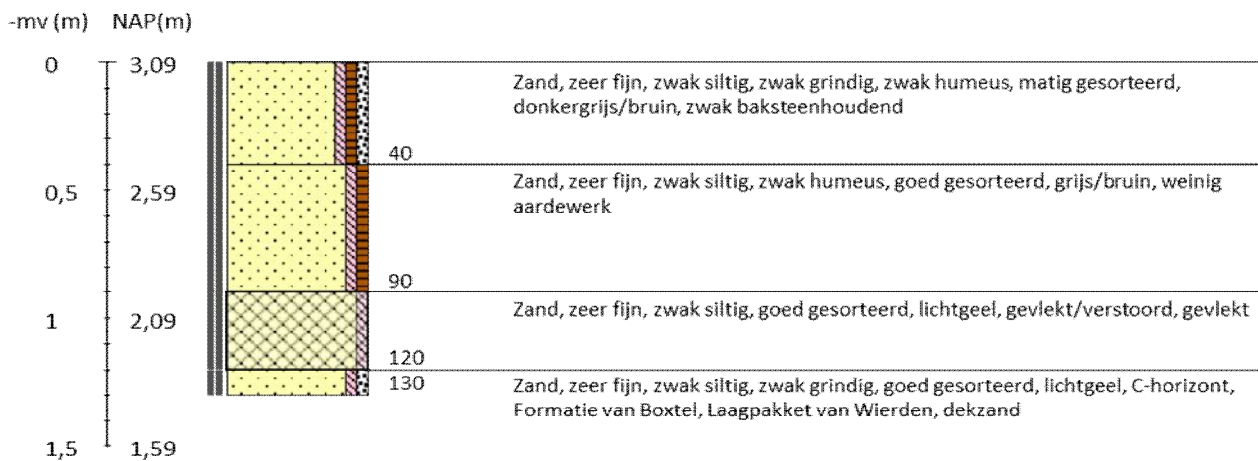 -mv (m) NAP(m)
0 3,09
Zand, zeer fijn, zwak siltig, zwak grindig, zwak humeus, matig gesorteerd,
donkergrijs/bruin, zwak baksteenhoudend
40
0,5 2,59
Zand, zeer fijn, zwak siltig, zwak humeus, goed gesorteerd, grijs/bruin, weinig
aardewerk
90
1 2,09
Zand, zeer fijn, zwak siltig, goed gesorteerd, lichtgeel, gevlekt/verstoord, gevlekt
120
130
Zand, zeer fijn, zwak siltig, zwak grindig, goed gesorteerd, lichtgeel, C-horizont,
Formatie van Boxtel, Laagpakket van Wierden, dekzand
1,5 1,59